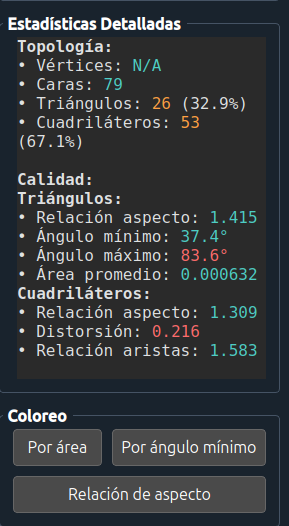 Estadísticas Detalladas
Topología:
• Vértices: N/A
• Caras: 79
• Triángulos: 26 (32.9%)
• Cuadriláteros: 53
(67.1%)
Calidad:
Triángulos:
• Relación aspecto: 1.415
• Ángulo mínimo: 37.4°
• Ángulo máximo: 83.6°
• Área promedio: 0.000632
Cuadriláteros:
• Relación aspecto: 1.309
• Distorsión: 0.216
• Relación aristas: 1.583
Coloreo
Por área
Por ángulo mínimo
Relación de aspecto